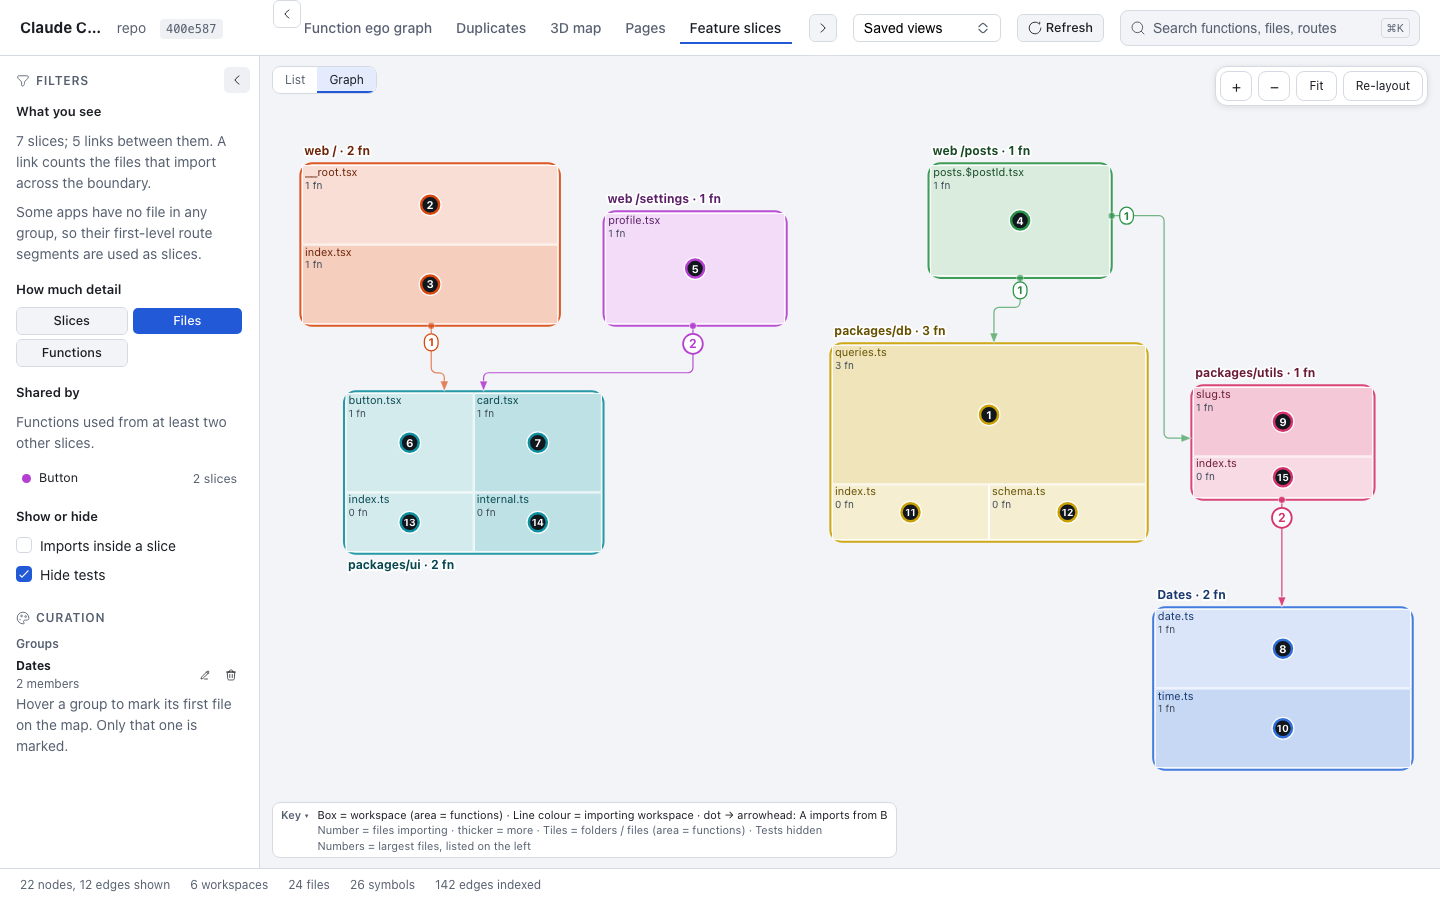 Claude C... repo 400e587
Function ego graph Duplicates 3D map Pages Feature slices
Saved views
Refresh
Search functions, files, routes ⌘K
FILTERS
What you see
7 slices; 5 links between them. A
link counts the files that import
across the boundary.
Some apps have no file in any
group, so their first-level route
segments are used as slices.
How much detail
Slices
Files
Functions
Shared by
Functions used from at least two
other slices.
Button 2 slices
Show or hide
Imports inside a slice
Hide tests
CURATION
Groups
Dates
2 members
Hover a group to mark its first file
on the map. Only that one is
marked.
List Graph
+ − Fit Re-layout
web / · 2 fn
__root.tsx
1 fn
2
index.tsx
1 fn
3
1
web /settings · 1 fn
profile.tsx
1 fn
5
2
web /posts · 1 fn
posts.$postId.tsx
1 fn
4
1
1
button.tsx
1 fn
6
card.tsx
1 fn
7
index.ts
0 fn
13
internal.ts
0 fn
14
packages/ui · 2 fn
packages/db · 3 fn
queries.ts
3 fn
1
index.ts
0 fn
11
schema.ts
0 fn
12
packages/utils · 1 fn
slug.ts
1 fn
9
index.ts
0 fn
15
2
Dates · 2 fn
date.ts
1 fn
8
time.ts
1 fn
10
Key ▾ Box = workspace (area = functions) · Line colour = importing workspace · dot → arrowhead: A imports from B
Number = files importing · thicker = more · Tiles = folders / files (area = functions) · Tests hidden
Numbers = largest files, listed on the left
22 nodes, 12 edges shown 6 workspaces 24 files 26 symbols 142 edges indexed